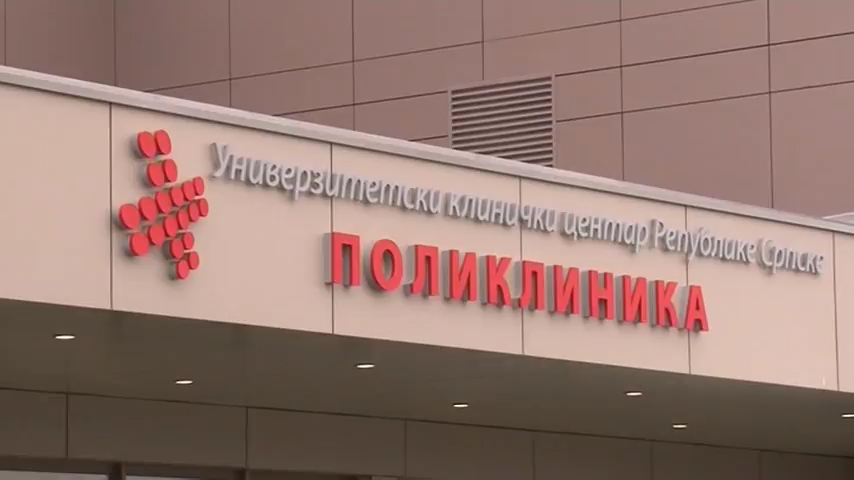 Универзитетски клинички центар Републике Српске
ПОЛИКЛИНИКА